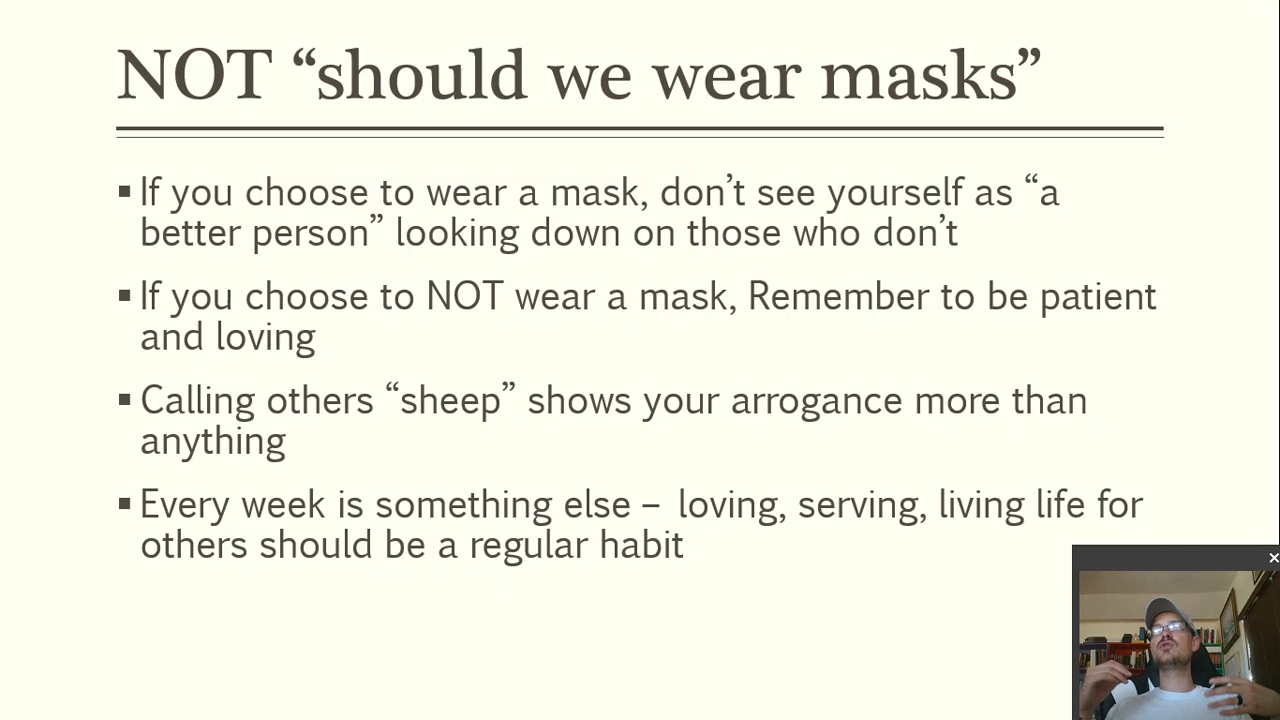 NOT “should we wear masks”
▪ If you choose to wear a mask, don’t see yourself as “a
better person” looking down on those who don’t
▪ If you choose to NOT wear a mask, Remember to be patient
and loving
▪ Calling others “sheep” shows your arrogance more than
anything
▪ Every week is something else – loving, serving, living life for
others should be a regular habit